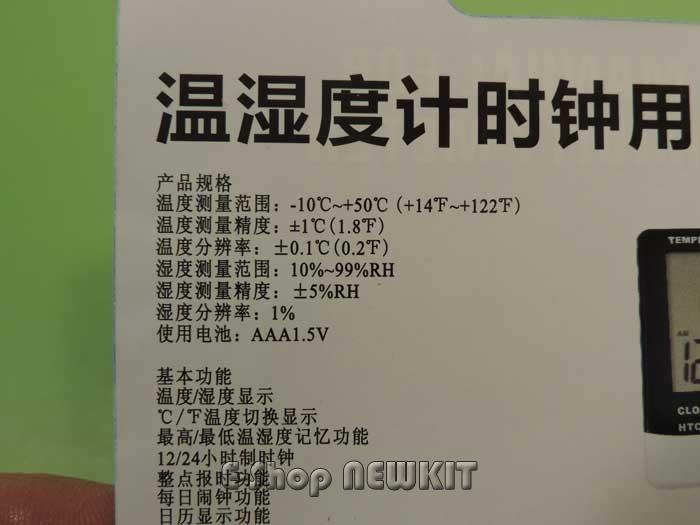 温湿度计时钟用
产品规格
温度测量范围：-10℃~+50℃（+14℉~+122℉）
温度测量精度：±1℃(1.8℉)
温度分辨率：±0.1℃(0.2℉)
湿度测量范围：10%~99%RH
湿度测量精度：±5%RH
湿度分辨率：1%
使用电池：AAA1.5V
基本功能
温度/湿度显示
℃/℉温度切换显示
最高/最低温湿度记忆功能
12/24小时制时钟
整点报时功能
每日闹钟功能
日历显示功能
E-Shop NEWKIT
TEMPE
AM
12
CLO
HTC